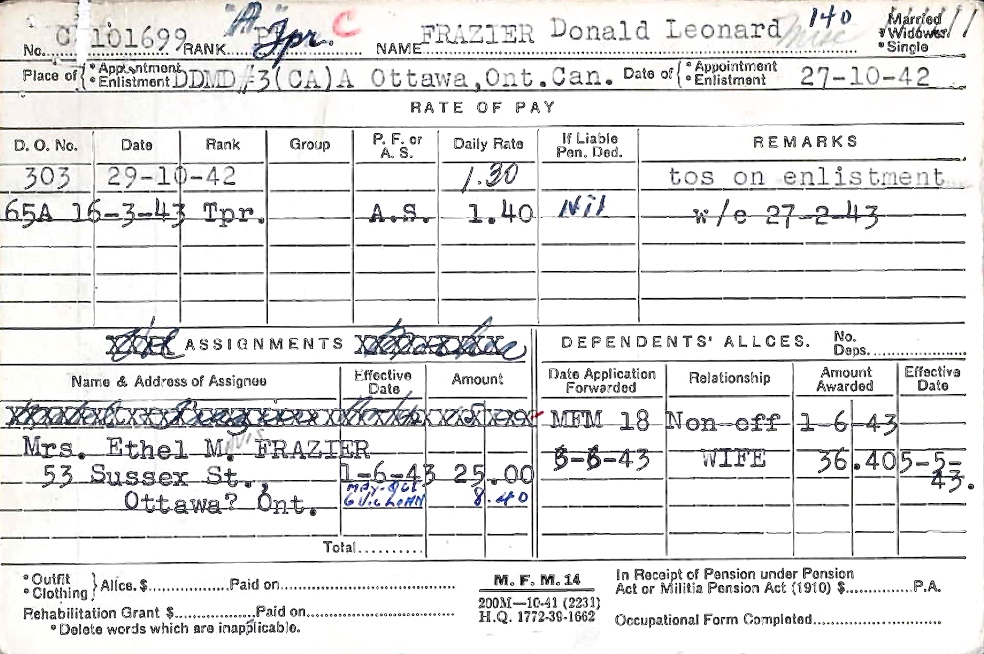 "A" C 140
No. C 101699 RANK Tpr. NAME FRAZIER Donald Leonard Misc °Married °Widower °Single
Place of { °Appointment °Enlistment DDMD #3(CA)A Ottawa,Ont.Can. Date of { °Appointment °Enlistment 27-10-42
RATE OF PAY
D. O. No. Date Rank Group P. F. or A. S. Daily Rate If Liable Pen. Ded. REMARKS
303 29-10-42 1.30 tos on enlistment
65A 16-3-43 Tpr. A.S. 1.40 Nil w/e 27-2-43
ASSIGNMENTS DEPENDENTS' ALLCES. No. Deps.
Name & Address of Assignee Effective Date Amount Date Application Forwarded Relationship Amount Awarded Effective Date
MFM 18 Non-eff 1-6-43
Mrs. Ethel M. FRAZIER WIFE 36.40 5-5-43.
53 Sussex St., 1-6-43 25.00
Ottawa? Ont. 8.40
Total
°Outfit °Clothing } Allce. $ Paid on M. F. M. 14 In Receipt of Pension under Pension Act or Militia Pension Act (1910) $ P.A.
Rehabilitation Grant $ Paid on 200M—10-41 (2231)
H.Q. 1772-39-1662 Occupational Form Completed
°Delete words which are inapplicable.